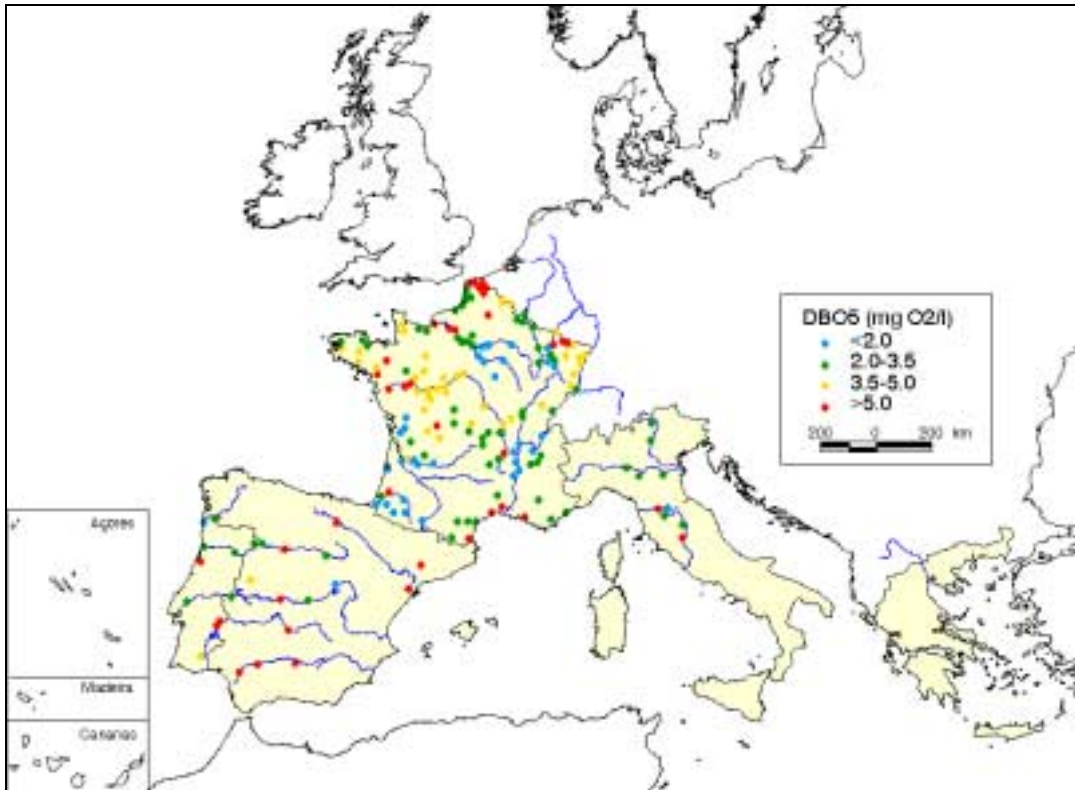 DBO5 (mg O2/l)
<2.0
2.0-3.5
3.5-5.0
>5.0
200 0 200 km
Açores
Madeira
Canarias